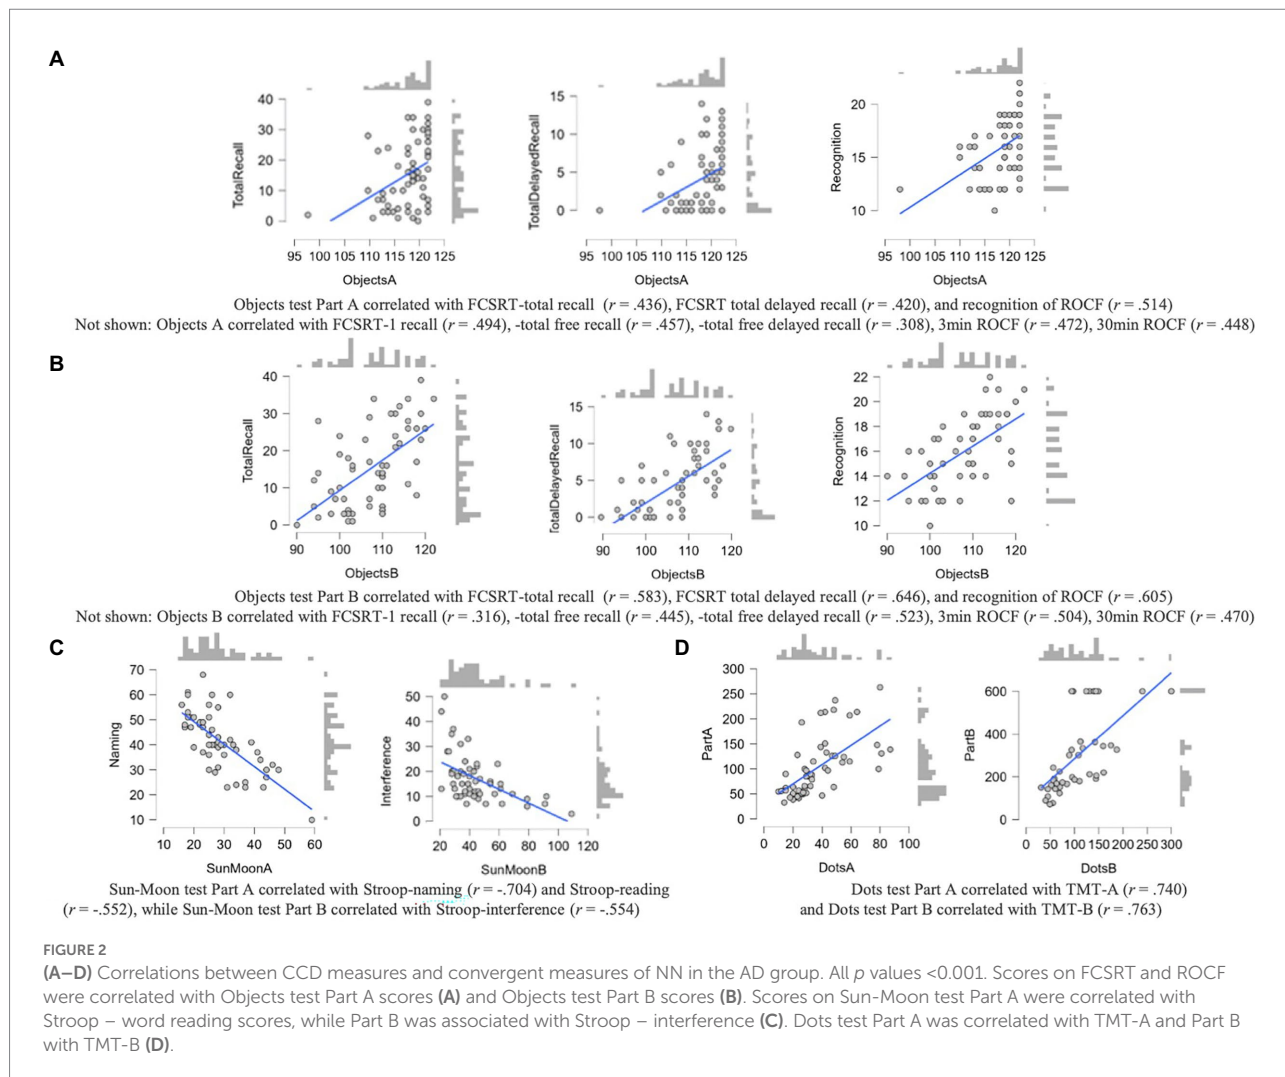 A
TotalRecall
40
30
20
10
0
95 100 105 110 115 120 125
ObjectsA
TotalDelayedRecall
15
10
5
0
95 100 105 110 115 120 125
ObjectsA
Recognition
20
15
10
95 100 105 110 115 120 125
ObjectsA
Objects test Part A correlated with FCSRT-total recall (r = .436), FCSRT total delayed recall (r = .420), and recognition of ROCF (r = .514)
Not shown: Objects A correlated with FCSRT-1 recall (r = .494), -total free recall (r = .457), -total free delayed recall (r = .308), 3min ROCF (r = .472), 30min ROCF (r = .448)
B
TotalRecall
40
30
20
10
0
90 100 110 120
ObjectsB
TotalDelayedRecall
15
10
5
0
90 100 110 120
ObjectsB
Recognition
22
20
18
16
14
12
10
90 100 110 120
ObjectsB
Objects test Part B correlated with FCSRT-total recall (r = .583), FCSRT total delayed recall (r = .646), and recognition of ROCF (r = .605)
Not shown: Objects B correlated with FCSRT-1 recall (r = .316), -total free recall (r = .445), -total free delayed recall (r = .523), 3min ROCF (r = .504), 30min ROCF (r = .470)
C
Naming
70
60
50
40
30
20
10
10 20 30 40 50 60
SunMoonA
Interference
50
40
30
20
10
0
20 40 60 80 100 120
SunMoonB
Sun-Moon test Part A correlated with Stroop-naming (r = -.704) and Stroop-reading
(r = -.552), while Sun-Moon test Part B correlated with Stroop-interference (r = -.554)
D
PartA
300
250
200
150
100
50
0
0 20 40 60 80 100
DotsA
PartB
600
400
200
0
0 50 100 150 200 250 300
DotsB
Dots test Part A correlated with TMT-A (r = .740)
and Dots test Part B correlated with TMT-B (r = .763)
FIGURE 2
(A–D) Correlations between CCD measures and convergent measures of NN in the AD group. All p values <0.001. Scores on FCSRT and ROCF
were correlated with Objects test Part A scores (A) and Objects test Part B scores (B). Scores on Sun-Moon test Part A were correlated with
Stroop – word reading scores, while Part B was associated with Stroop – interference (C). Dots test Part A was correlated with TMT-A and Part B
with TMT-B (D).